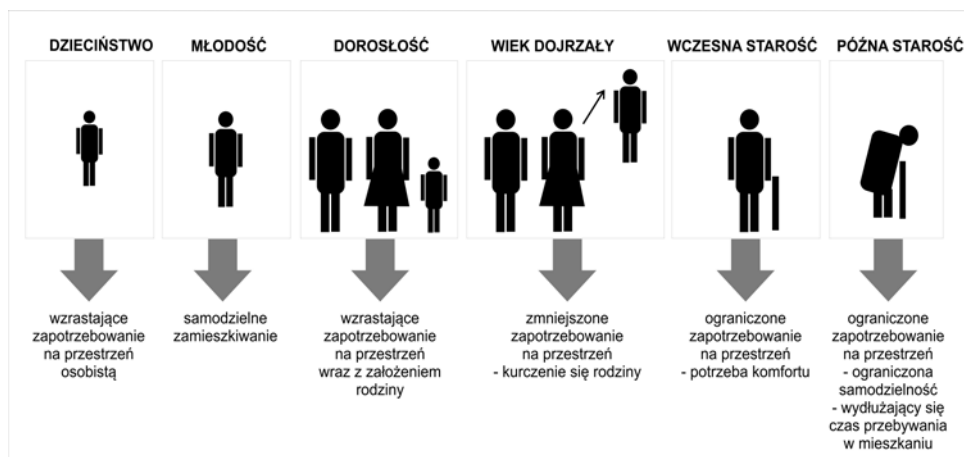 DZIECIŃSTWO
MŁODOŚĆ
DOROSŁOŚĆ
WIEK DOJRZAŁY
WCZESNA STAROŚĆ
PÓŹNA STAROŚĆ
wzrastające
zapotrzebowanie
na przestrzeń
osobistą
samodzielne
zamieszkiwanie
wzrastające
zapotrzebowanie
na przestrzeń
wraz z założeniem
rodziny
zmniejszone
zapotrzebowanie
na przestrzeń
- kurczenie się rodziny
ograniczone
zapotrzebowanie
na przestrzeń
- potrzeba komfortu
ograniczone
zapotrzebowanie
na przestrzeń
- ograniczona
samodzielność
- wydłużający się
czas przebywania
w mieszkaniu